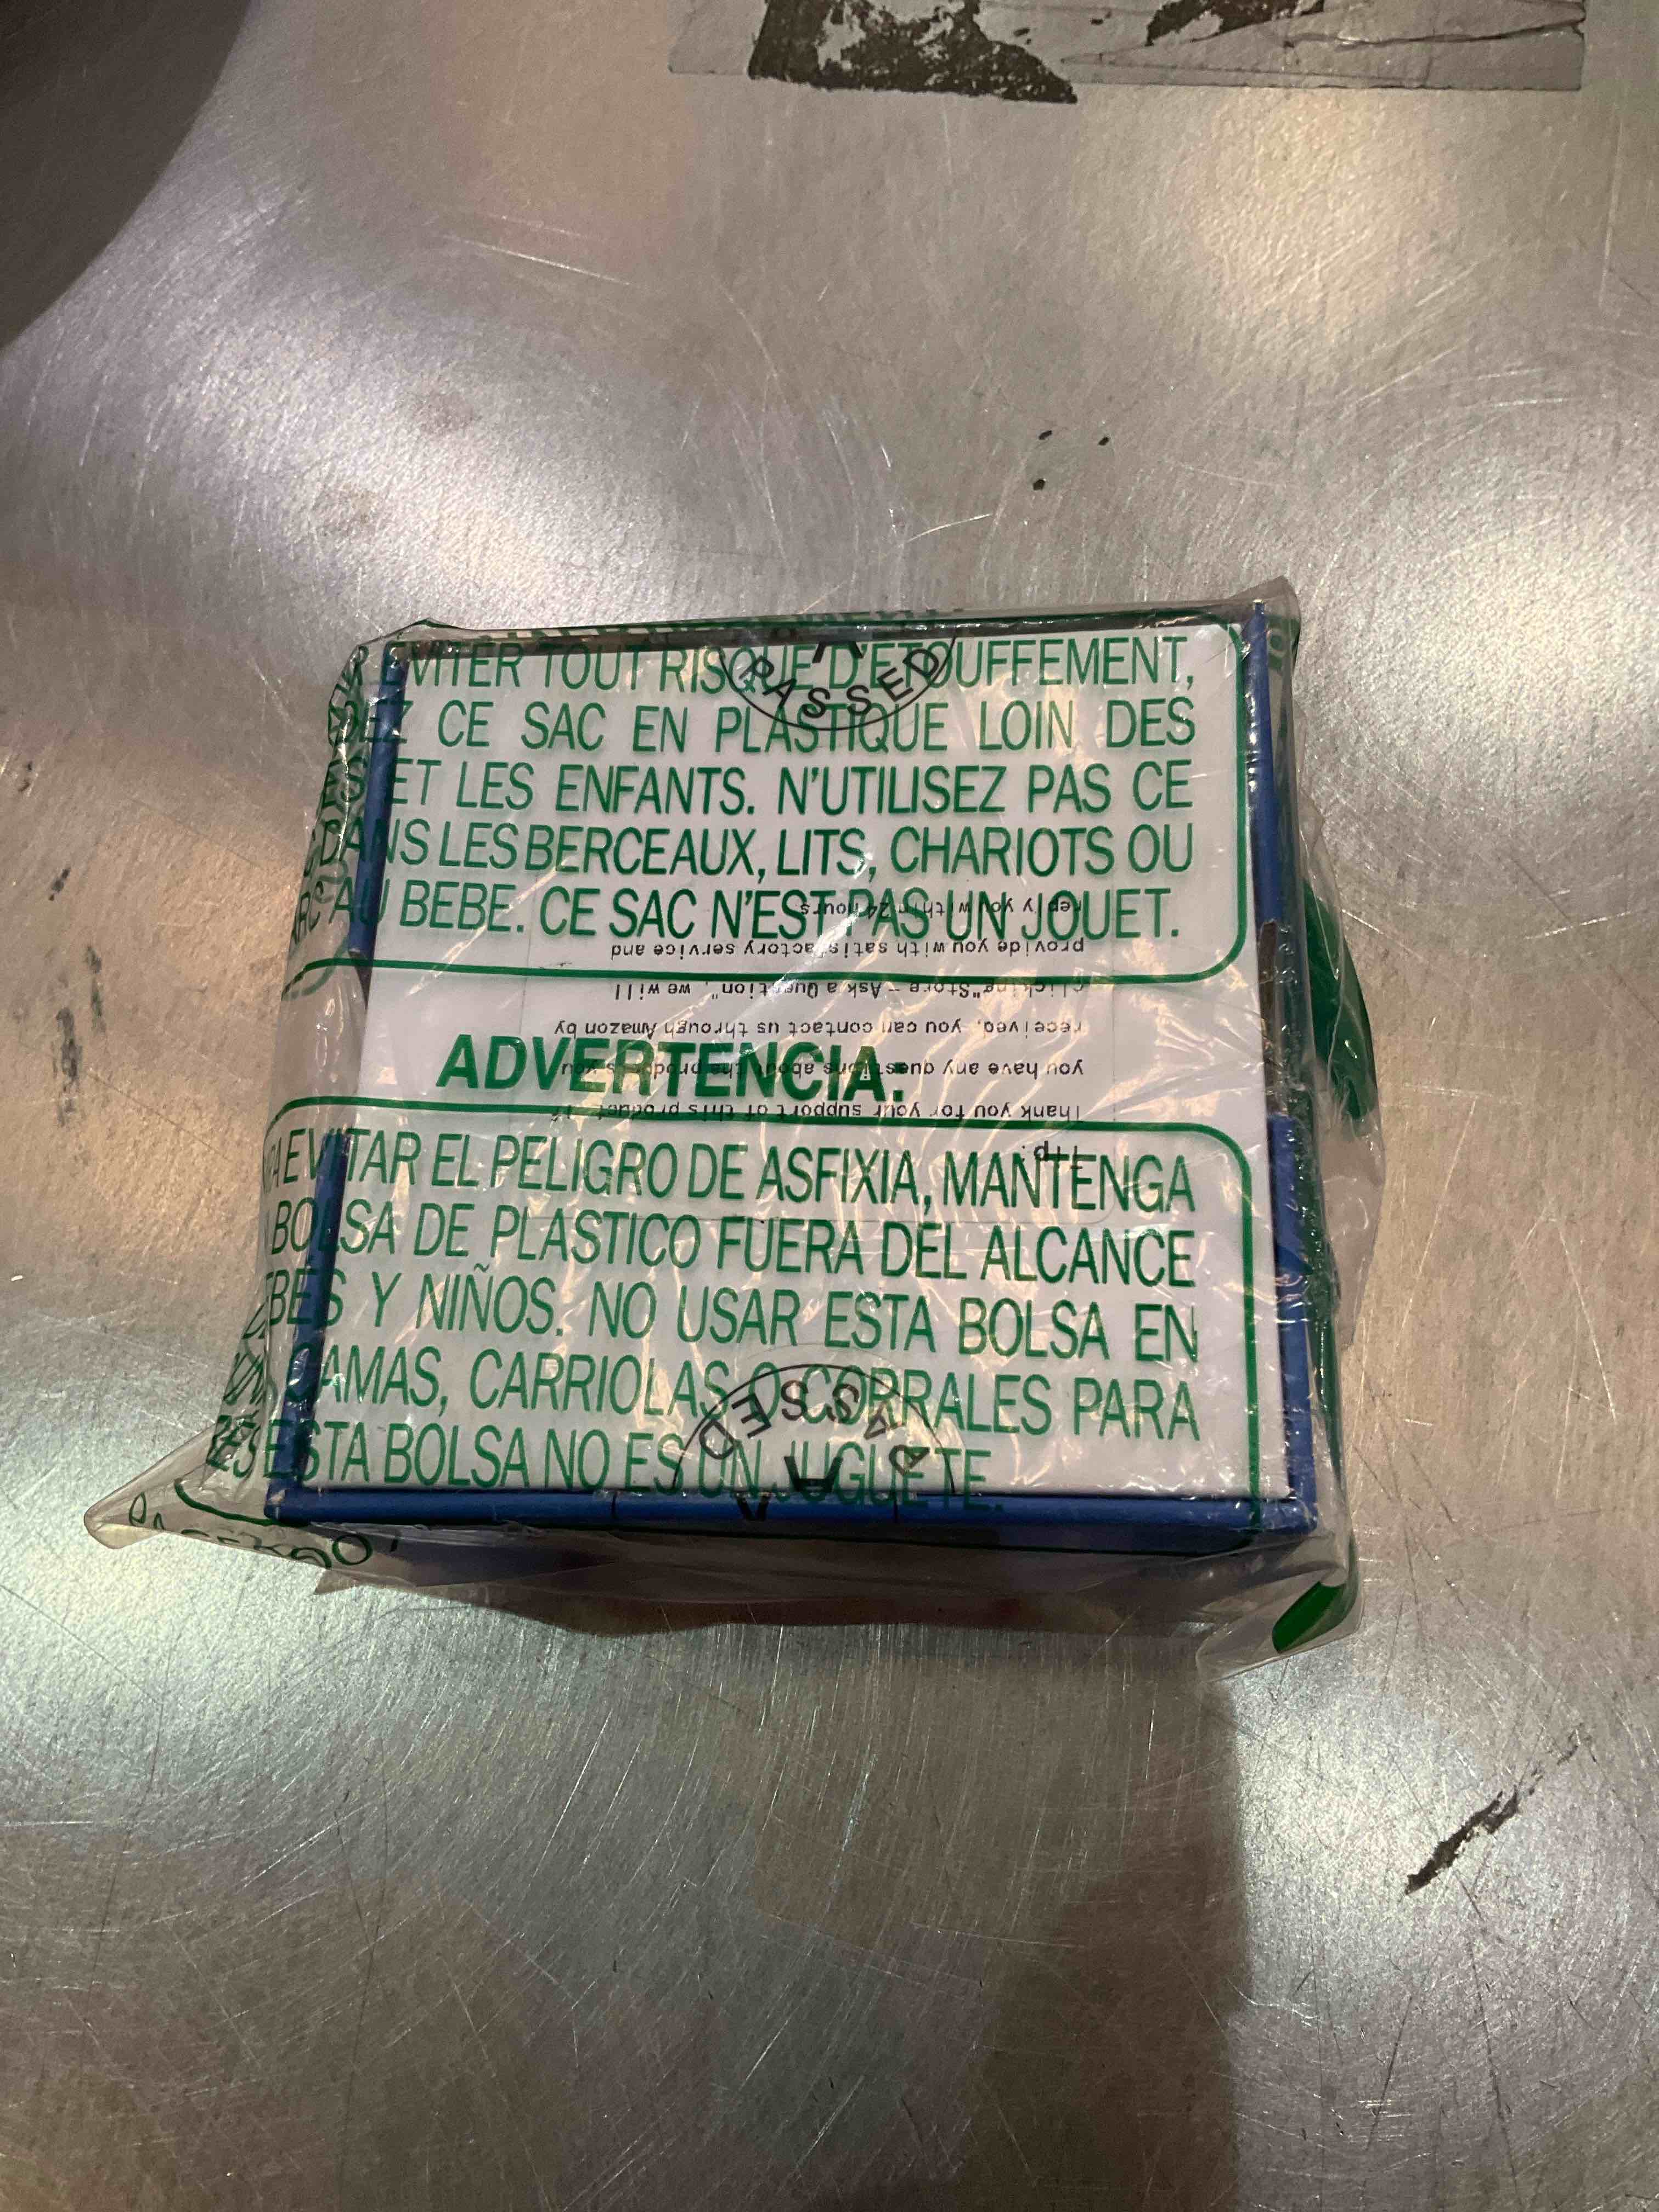 EVITER TOUT RISQUE D'ETOUFFEMENT,
CE SAC EN PLASTIQUE LOIN DES
ET LES ENFANTS. N'UTILISEZ PAS CE
DANS LES BERCEAUX, LITS, CHARIOTS OU
AU BEBE. CE SAC N'EST PAS UN JOUET.
ADVERTENCIA:
EVITAR EL PELIGRO DE ASFIXIA, MANTENGA
BOLSA DE PLASTICO FUERA DEL ALCANCE
Y NIÑOS. NO USAR ESTA BOLSA EN
CAMAS, CARRIOLAS O CORRALES PARA
ESTA BOLSA NO ES UN JUGUETE.
PASSED
PASSED
Thank you for your support of this product. If
you have any questions about the product you
received, you can contact us through Amazon by
clicking "Store - Ask a Question", we will
provide you with satisfactory service and
reply you within 24 hours